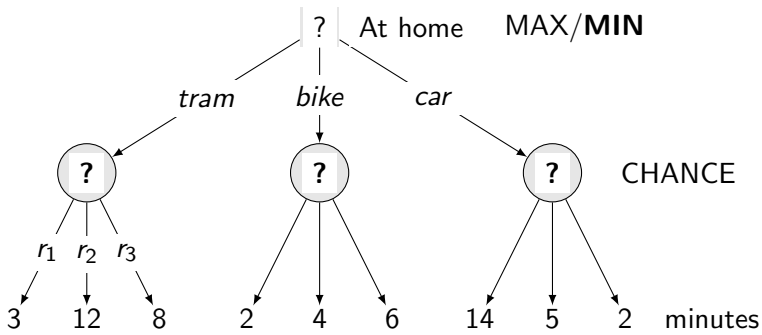 ? At home MAX/MIN
tram bike car
? ? ? CHANCE
r1 r2 r3
3 12 8 2 4 6 14 5 2 minutes